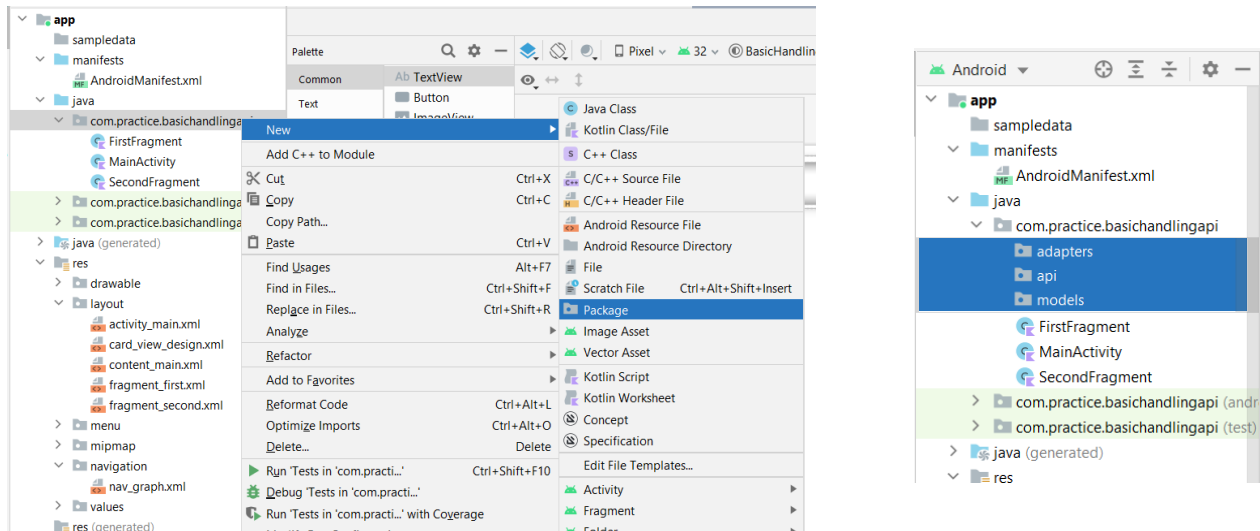 app
sampledata
manifests
AndroidManifest.xml
java
com.practice.basichandlingap
FirstFragment
MainActivity
SecondFragment
com.practice.basichandlinga
com.practice.basichandlinga
java (generated)
res
drawable
layout
activity_main.xml
card_view_design.xml
content_main.xml
fragment_first.xml
fragment_second.xml
menu
mipmap
navigation
nav_graph.xml
values
res (generated)
Palette
Common
Text
Ab TextView
Button
ImageView
Pixel
32
BasicHandlin
New
Add C++ to Module
Cut Ctrl+X
Copy Ctrl+C
Copy Path...
Paste Ctrl+V
Find Usages Alt+F7
Find in Files... Ctrl+Shift+F
Replace in Files... Ctrl+Shift+R
Analyze
Refactor
Add to Favorites
Reformat Code Ctrl+Alt+L
Optimize Imports Ctrl+Alt+O
Delete... Delete
Run 'Tests in 'com.practi...' Ctrl+Shift+F10
Debug 'Tests in 'com.practi...'
Run 'Tests in 'com.practi...' with Coverage
Java Class
Kotlin Class/File
C++ Class
C/C++ Source File
C/C++ Header File
Android Resource File
Android Resource Directory
File
Scratch File Ctrl+Alt+Shift+Insert
Package
Image Asset
Vector Asset
Kotlin Script
Kotlin Worksheet
Concept
Specification
Edit File Templates...
Activity
Fragment
Android
app
sampledata
manifests
AndroidManifest.xml
java
com.practice.basichandlingapi
adapters
api
models
FirstFragment
MainActivity
SecondFragment
com.practice.basichandlingapi (andr
com.practice.basichandlingapi (test)
java (generated)
res